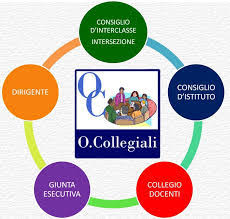 CONSIGLIO
D'INTERCLASSE
INTERSEZIONE
DIRIGENTE
CONSIGLIO
D'ISTITUTO
OC
O.Collegiali
GIUNTA
ESECUTIVA
COLLEGIO
DOCENTI